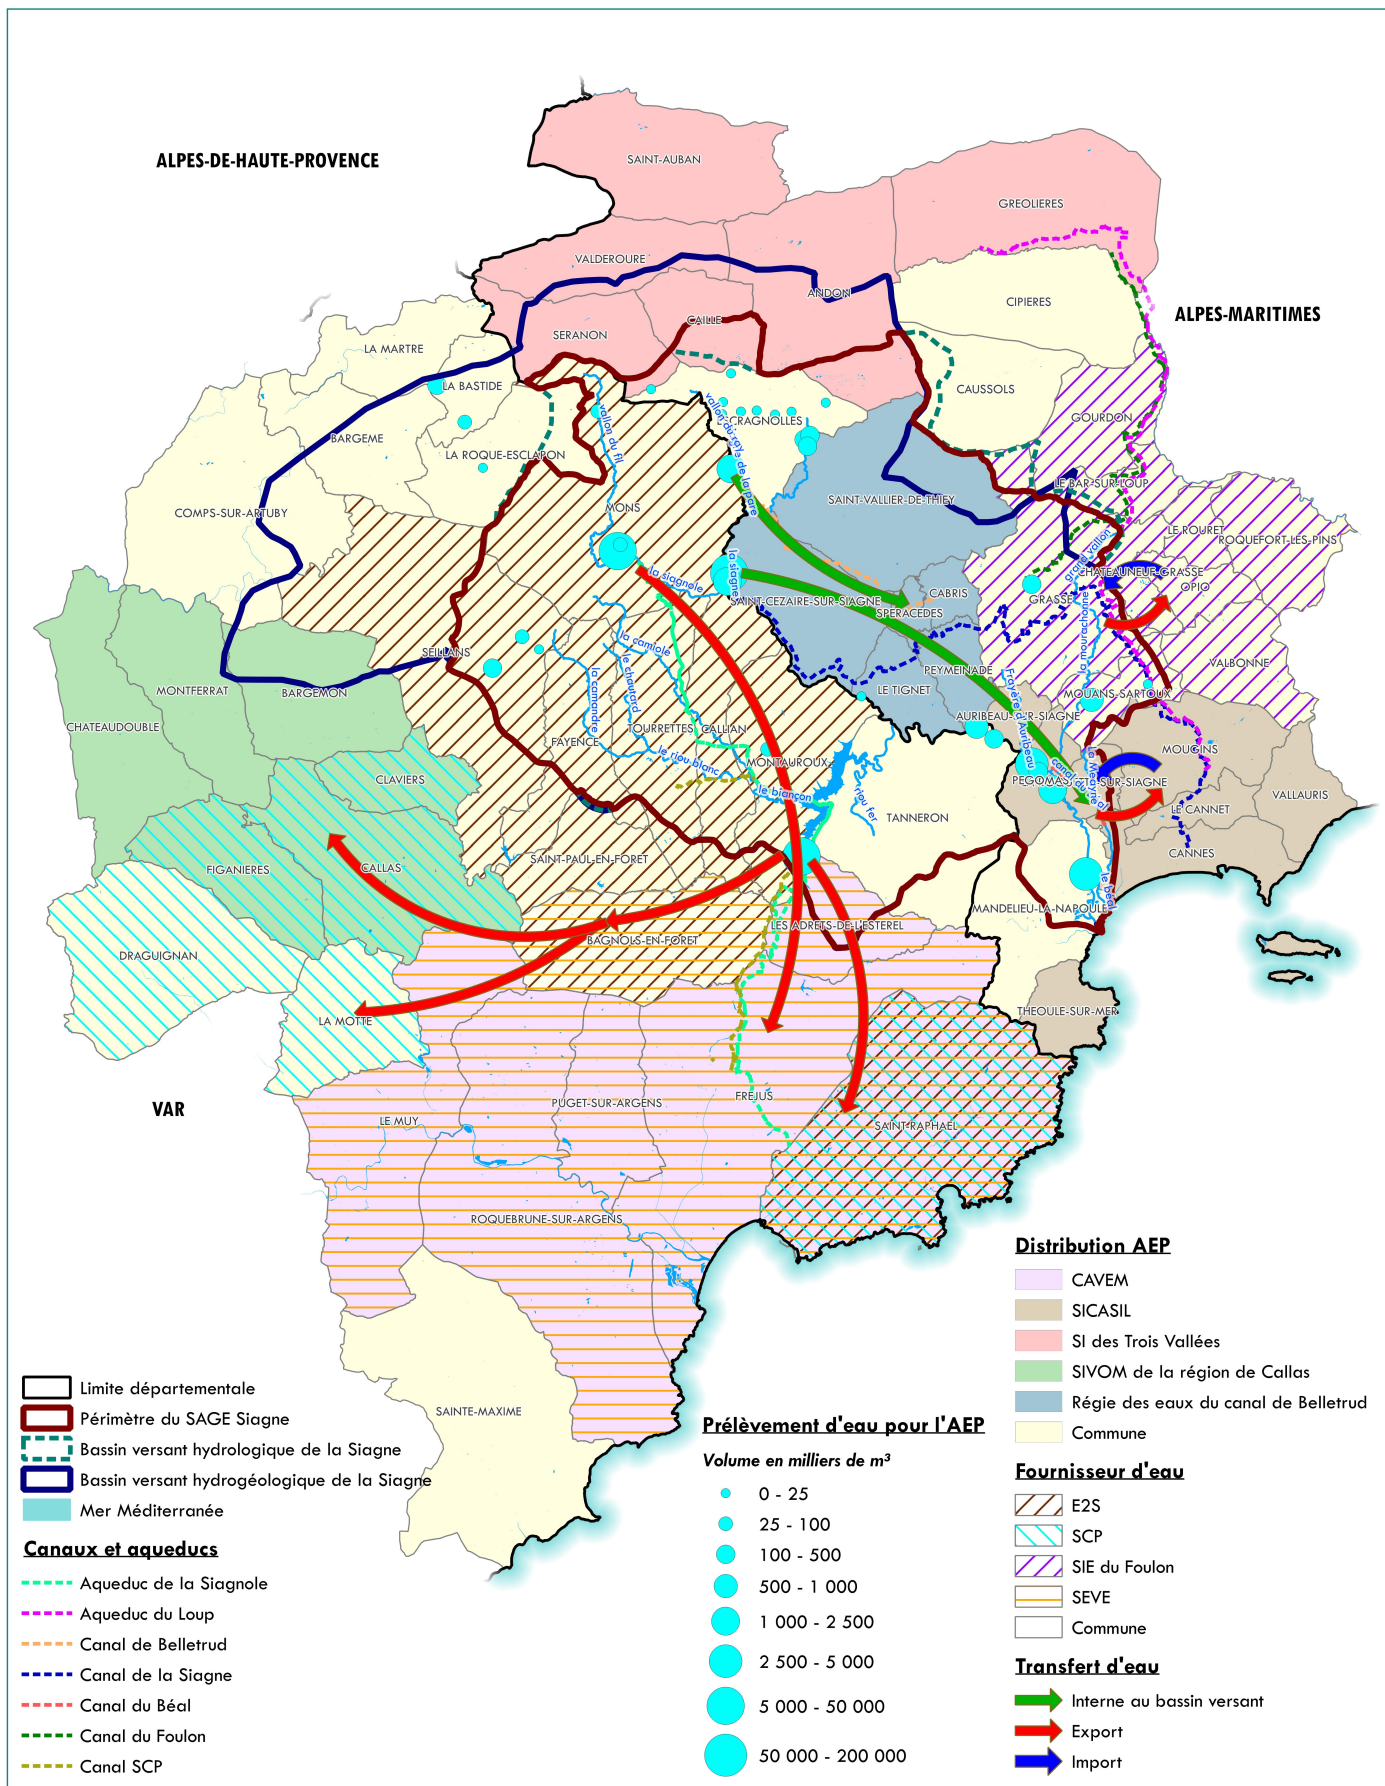 ALPES-DE-HAUTE-PROVENCE
SAINT-AUBAN
GREOLIERES
VALDEROURE
ANDON
CIPIERES
ALPES-MARITIMES
CAILLE
SERANON
LA MARTRE
LA BASTIDE
CAUSSOLS
GOURDON
ESCRAGNOLLES
vallon du fil
BARGEME
LA ROQUE-ESCLAPON
LE BAR-SUR-LOUP
SAINT-VALLIER-DE-THIEY
MONS
COMPS-SUR-ARTUBY
LE ROURET
ROQUEFORT-LES-PINS
grand vallon
CHATEAUNEUF-GRASSE
OPIO
la siagnole
la siagne
SAINT-CEZAIRE-SUR-SIAGNE
CABRIS
SPERACEDES
GRASSE
la mourachonne
la camiole
SEILLANS
VALBONNE
PEYMEINADE
MONTFERRAT
BARGEMON
LE TIGNET
MOUANS-SARTOUX
le chautard
la camandre
Frayère d'Auribeau
AURIBEAU-SUR-SIAGNE
CHATEAUDOUBLE
TOURRETTES
CALLIAN
FAYENCE
MOUGINS
le riou blanc
MONTAUROUX
CLAVIERS
le biançon
riou fer
VALLAURIS
LE CANNET
TANNERON
CANNES
SAINT-PAUL-EN-FORET
FIGANIERES
CALLAS
le béal
MANDELIEU-LA-NAPOULE
LES ADRETS-DE-L'ESTEREL
BAGNOLS-EN-FORET
DRAGUIGNAN
THEOULE-SUR-MER
LA MOTTE
VAR
PUGET-SUR-ARGENS
FREJUS
LE MUY
SAINT-RAPHAEL
ROQUEBRUNE-SUR-ARGENS
SAINTE-MAXIME
Limite départementale
Périmètre du SAGE Siagne
Bassin versant hydrologique de la Siagne
Bassin versant hydrogéologique de la Siagne
Mer Méditerranée
Canaux et aqueducs
Aqueduc de la Siagnole
Aqueduc du Loup
Canal de Belletrud
Canal de la Siagne
Canal du Béal
Canal du Foulon
Canal SCP
Prélèvement d'eau pour l'AEP
Volume en milliers de m³
0 - 25
25 - 100
100 - 500
500 - 1 000
1 000 - 2 500
2 500 - 5 000
5 000 - 50 000
50 000 - 200 000
Distribution AEP
CAVEM
SICASIL
SI des Trois Vallées
SIVOM de la région de Callas
Régie des eaux du canal de Belletrud
Commune
Fournisseur d'eau
E2S
SCP
SIE du Foulon
SEVE
Commune
Transfert d'eau
Interne au bassin versant
Export
Import